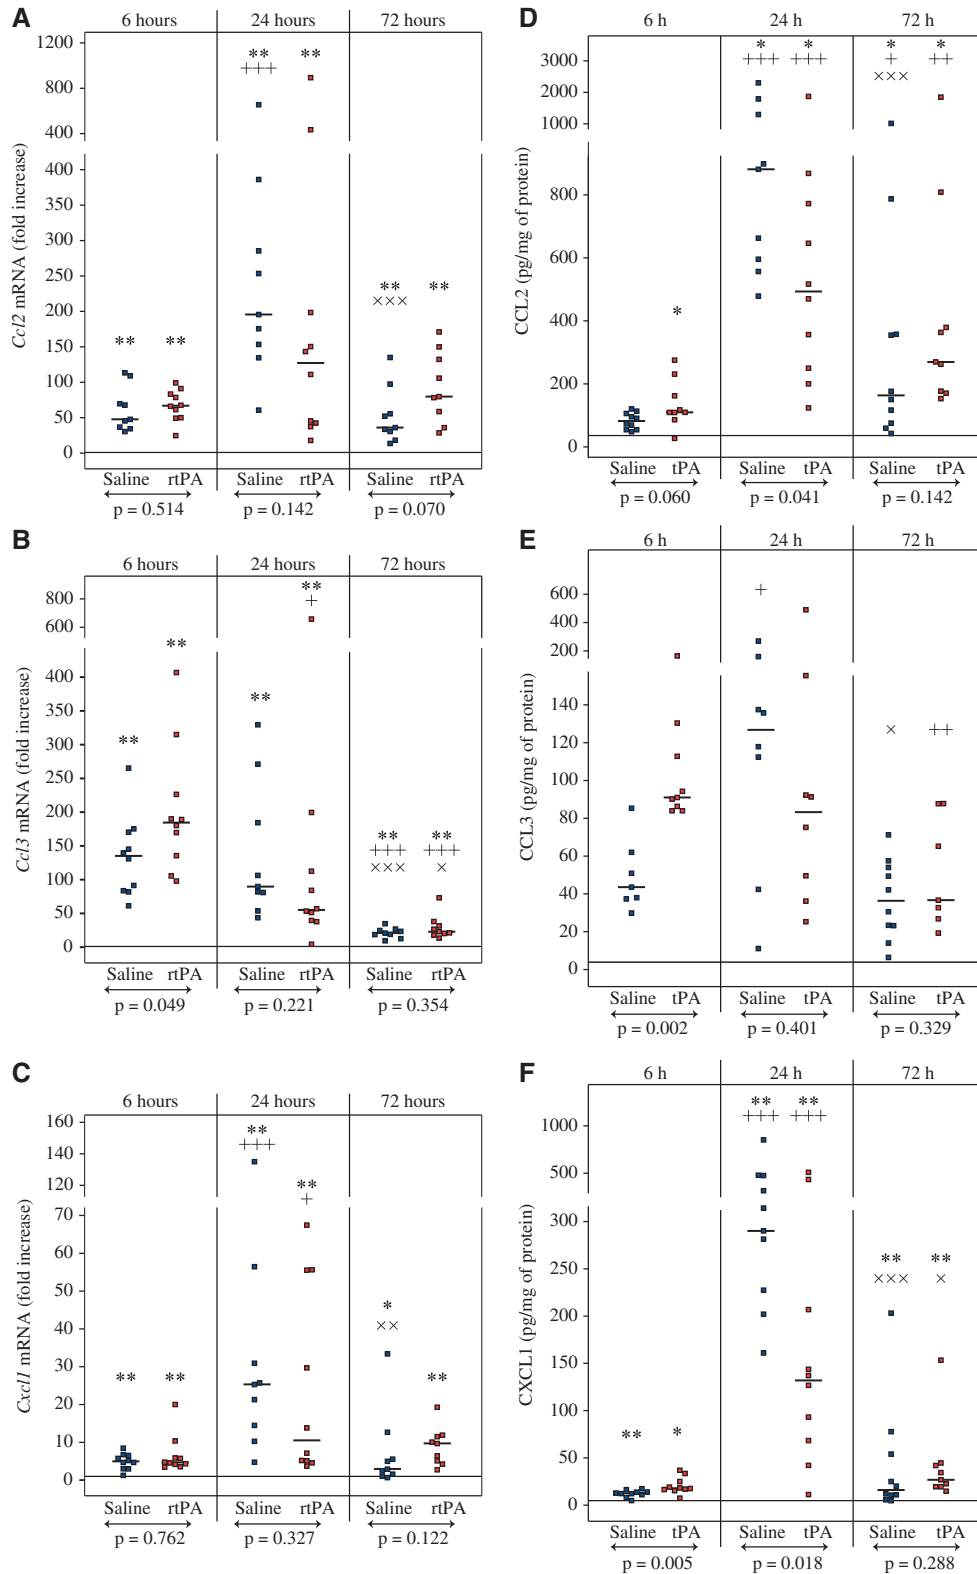 A
6 hours 24 hours 72 hours
1200
800
400
400
300
200
100
50
0
Ccl2 mRNA (fold increase)
** ** ** ** ** **
+++
×××
Saline rtPA Saline rtPA Saline rtPA
p = 0.514 p = 0.142 p = 0.070
B
6 hours 24 hours 72 hours
800
600
400
300
200
150
100
50
0
Ccl3 mRNA (fold increase)
** ** ** ** ** **
+ +++ +++
××× ×
Saline rtPA Saline rtPA Saline rtPA
p = 0.049 p = 0.221 p = 0.354
C
6 hours 24 hours 72 hours
160
140
120
70
60
50
40
30
20
10
0
Cxcl1 mRNA (fold increase)
** ** ** ** * **
+++ +
××
Saline rtPA Saline rtPA Saline rtPA
p = 0.762 p = 0.327 p = 0.122
D
6 h 24 h 72 h
3000
2000
1000
800
600
400
200
0
CCL2 (pg/mg of protein)
* * * * *
+++ +++ + ++
×××
Saline tPA Saline tPA Saline tPA
p = 0.060 p = 0.041 p = 0.142
E
6 h 24 h 72 h
600
400
200
140
120
100
80
60
40
20
0
CCL3 (pg/mg of protein)
+ × ++
Saline tPA Saline tPA Saline tPA
p = 0.002 p = 0.401 p = 0.329
F
6 h 24 h 72 h
1000
500
300
250
200
150
100
50
0
CXCL1 (pg/mg of protein)
** * ** ** ** **
+++ +++
××× ×
Saline tPA Saline tPA Saline tPA
p = 0.005 p = 0.018 p = 0.288